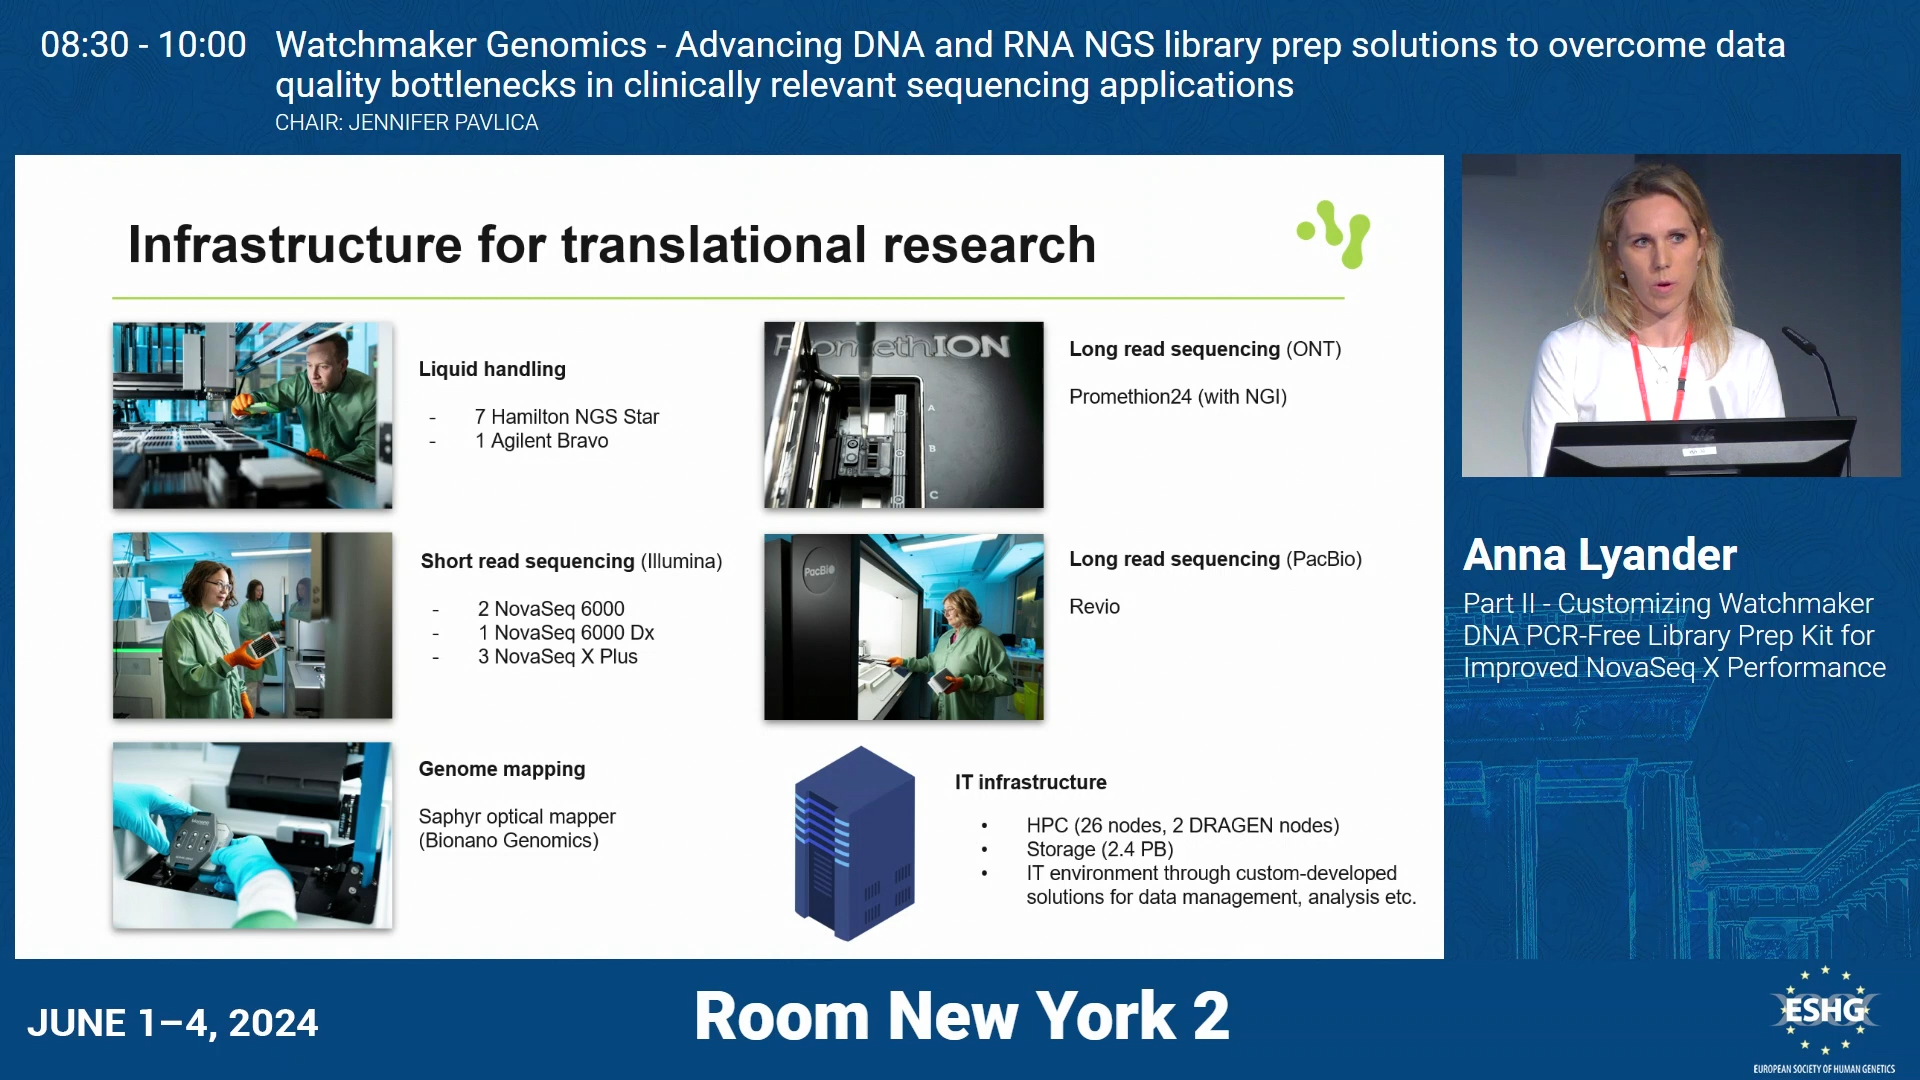 08:30 - 10:00 Watchmaker Genomics - Advancing DNA and RNA NGS library prep solutions to overcome data
quality bottlenecks in clinically relevant sequencing applications
CHAIR: JENNIFER PAVLICA
Infrastructure for translational research
Liquid handling
- 7 Hamilton NGS Star
- 1 Agilent Bravo
Short read sequencing (Illumina)
- 2 NovaSeq 6000
- 1 NovaSeq 6000 Dx
- 3 NovaSeq X Plus
Genome mapping
Saphyr optical mapper
(Bionano Genomics)
PromethION
A
B
C
Long read sequencing (ONT)
Promethion24 (with NGI)
PacBio
Long read sequencing (PacBio)
Revio
IT infrastructure
• HPC (26 nodes, 2 DRAGEN nodes)
• Storage (2.4 PB)
• IT environment through custom-developed
solutions for data management, analysis etc.
Anna Lyander
Part II - Customizing Watchmaker
DNA PCR-Free Library Prep Kit for
Improved NovaSeq X Performance
JUNE 1–4, 2024
Room New York 2
ESHG
EUROPEAN SOCIETY OF HUMAN GENETICS